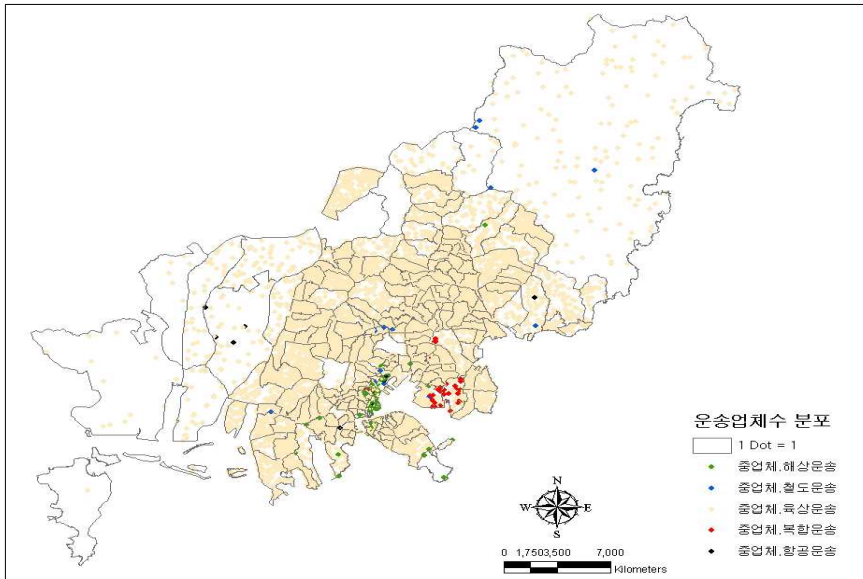 운송업체수 분포
1 Dot = 1
중업체.해상운송
중업체.철도운송
중업체.육상운송
중업체.복합운송
중업체.항공운송
N
W E
S
0 1,7503,500 7,000
Kilometers